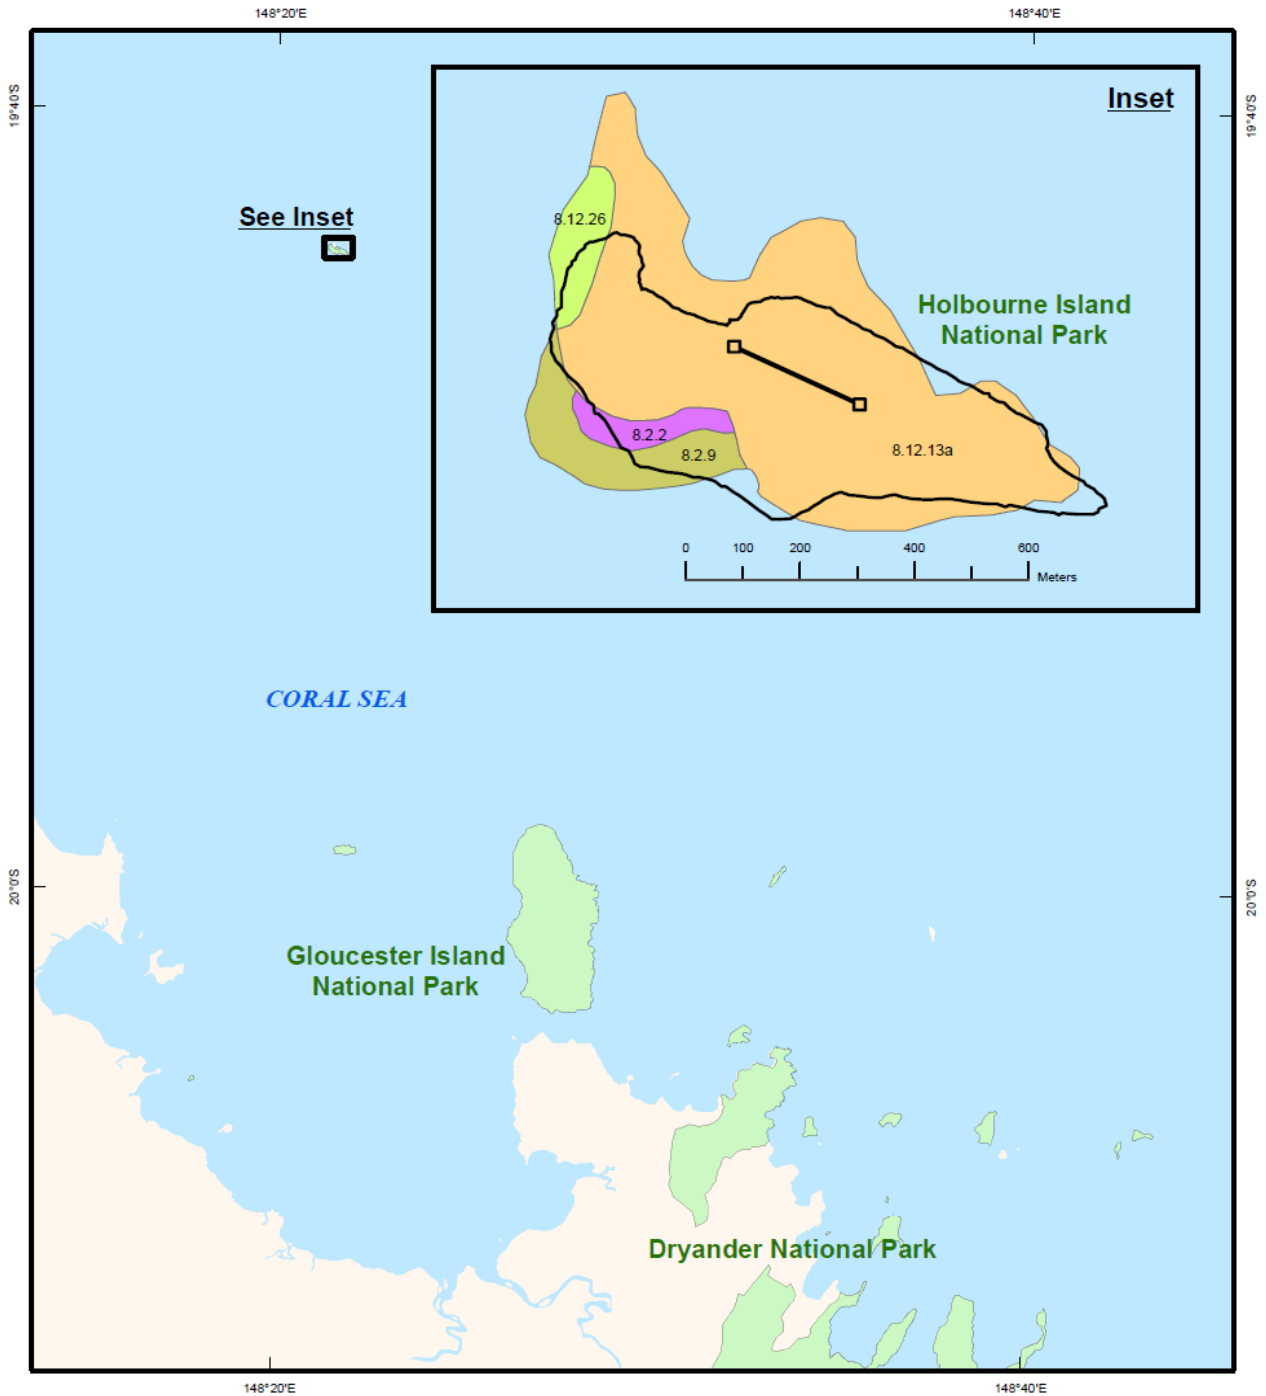 148°20'E
148°40'E
19°40'S
19°40'S
Inset
See Inset
8.12.26
Holbourne Island
National Park
8.2.2
8.2.9
8.12.13a
0 100 200 400 600
Meters
CORAL SEA
20°0'S
20°0'S
Gloucester Island
National Park
Dryander National Park
148°20'E
148°40'E